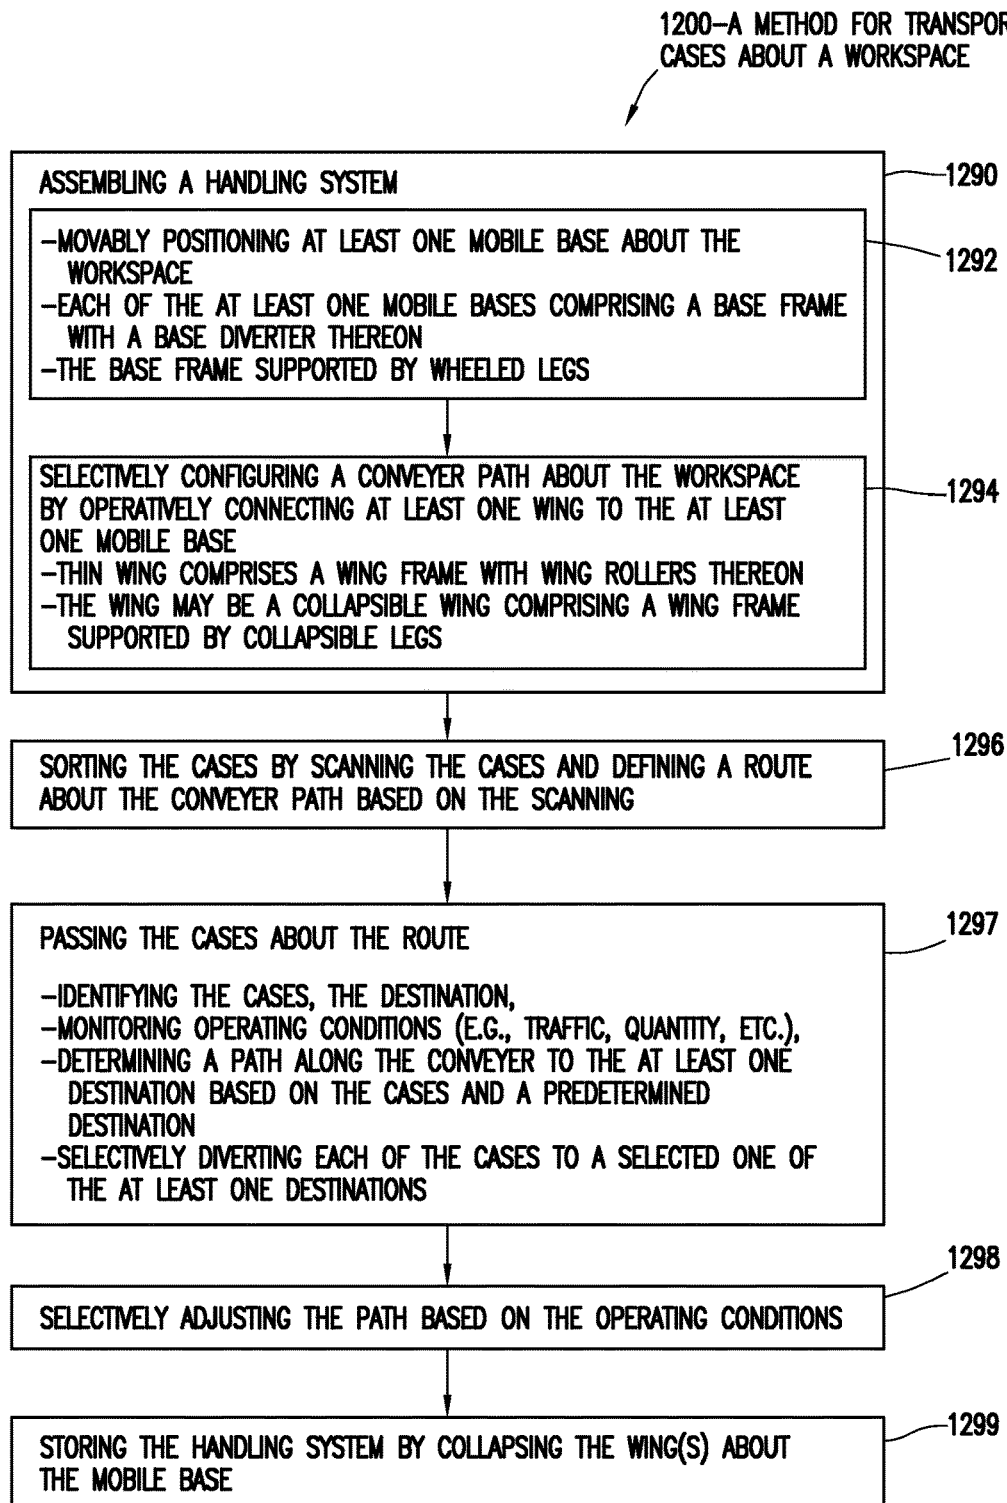 1200-A METHOD FOR TRANSPOR
CASES ABOUT A WORKSPACE
ASSEMBLING A HANDLING SYSTEM
1290
-MOVABLY POSITIONING AT LEAST ONE MOBILE BASE ABOUT THE
WORKSPACE
-EACH OF THE AT LEAST ONE MOBILE BASES COMPRISING A BASE FRAME
WITH A BASE DIVERTER THEREON
-THE BASE FRAME SUPPORTED BY WHEELED LEGS
1292
SELECTIVELY CONFIGURING A CONVEYER PATH ABOUT THE WORKSPACE
BY OPERATIVELY CONNECTING AT LEAST ONE WING TO THE AT LEAST
ONE MOBILE BASE
-THIN WING COMPRISES A WING FRAME WITH WING ROLLERS THEREON
-THE WING MAY BE A COLLAPSIBLE WING COMPRISING A WING FRAME
SUPPORTED BY COLLAPSIBLE LEGS
1294
SORTING THE CASES BY SCANNING THE CASES AND DEFINING A ROUTE
ABOUT THE CONVEYER PATH BASED ON THE SCANNING
1296
PASSING THE CASES ABOUT THE ROUTE
-IDENTIFYING THE CASES, THE DESTINATION,
-MONITORING OPERATING CONDITIONS (E.G., TRAFFIC, QUANTITY, ETC.),
-DETERMINING A PATH ALONG THE CONVEYER TO THE AT LEAST ONE
DESTINATION BASED ON THE CASES AND A PREDETERMINED
DESTINATION
-SELECTIVELY DIVERTING EACH OF THE CASES TO A SELECTED ONE OF
THE AT LEAST ONE DESTINATIONS
1297
SELECTIVELY ADJUSTING THE PATH BASED ON THE OPERATING CONDITIONS
1298
STORING THE HANDLING SYSTEM BY COLLAPSING THE WING(S) ABOUT
THE MOBILE BASE
1299